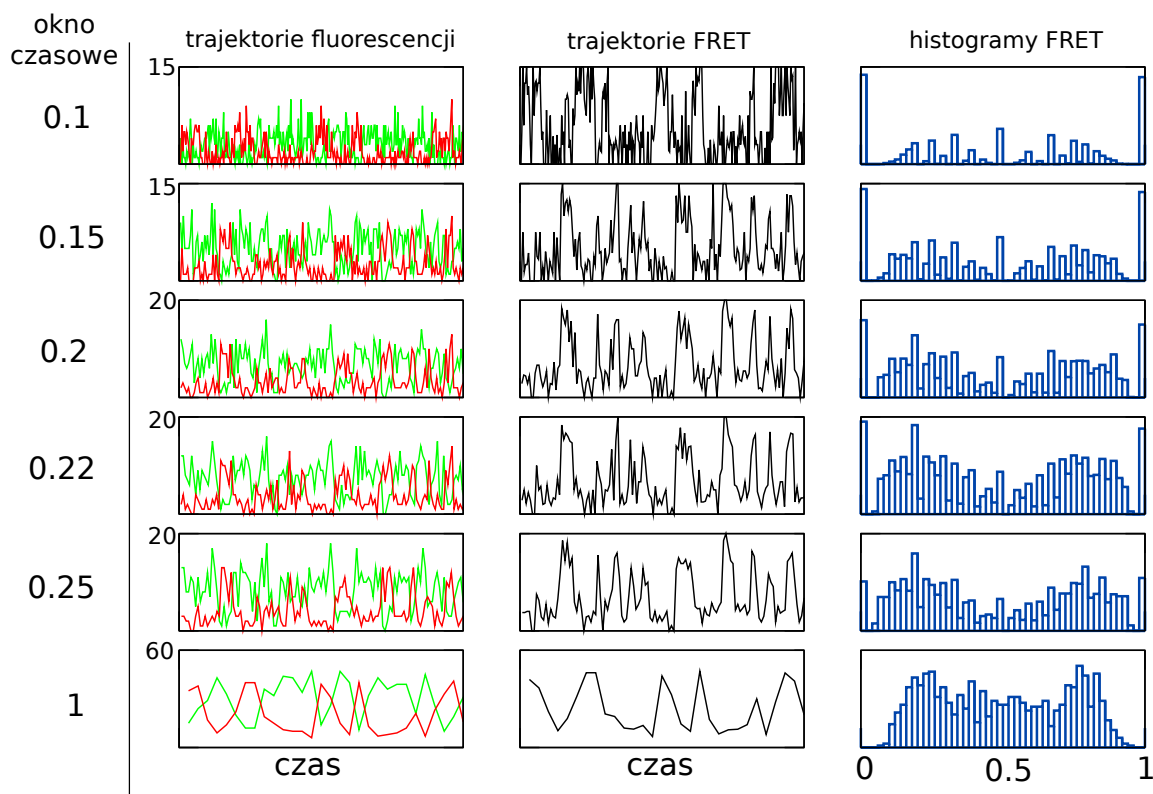 okno
czasowe
trajektorie fluorescencji
trajektorie FRET
histogramy FRET
15
0.1
15
0.15
20
0.2
20
0.22
20
0.25
60
1
czas
czas
0 0.5 1